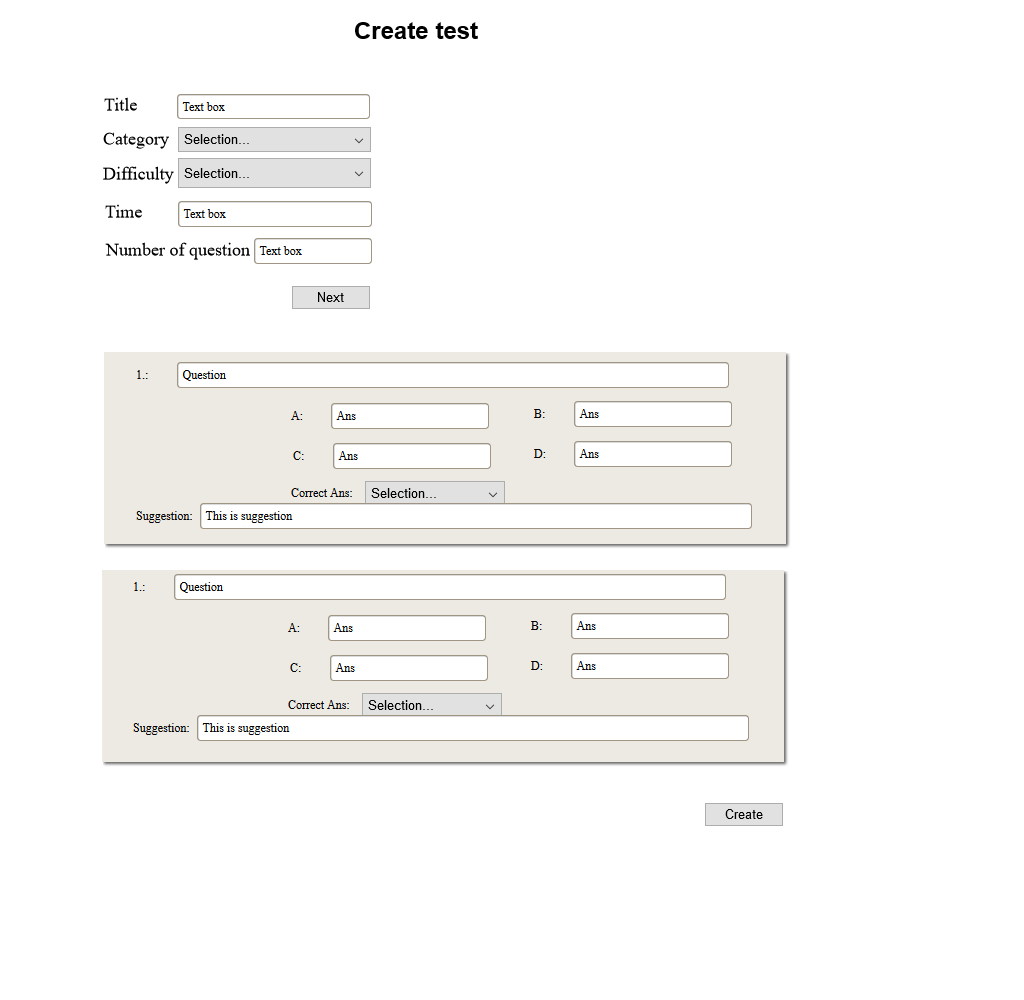 Create test
Title Text box
Category Selection...
Difficulty Selection...
Time Text box
Number of question Text box
Next
1.: Question
A: Ans B: Ans
C: Ans D: Ans
Correct Ans: Selection...
Suggestion: This is suggestion
1.: Question
A: Ans B: Ans
C: Ans D: Ans
Correct Ans: Selection...
Suggestion: This is suggestion
Create